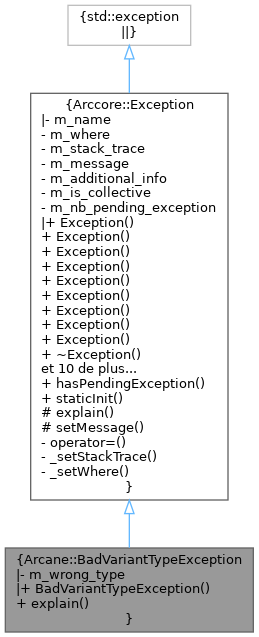 {std::exception
||}
{Arccore::Exception
|- m_name
- m_where
- m_stack_trace
- m_message
- m_additional_info
- m_is_collective
- m_nb_pending_exception
|+ Exception()
+ Exception()
+ Exception()
+ Exception()
+ Exception()
+ Exception()
+ Exception()
+ Exception()
+ Exception()
+ ~Exception()
et 10 de plus...
+ hasPendingException()
+ staticInit()
# explain()
# setMessage()
- operator=()
- _setStackTrace()
- _setWhere()
}
{Arcane::BadVariantTypeException
|- m_wrong_type
|+ BadVariantTypeException()
+ explain()
}